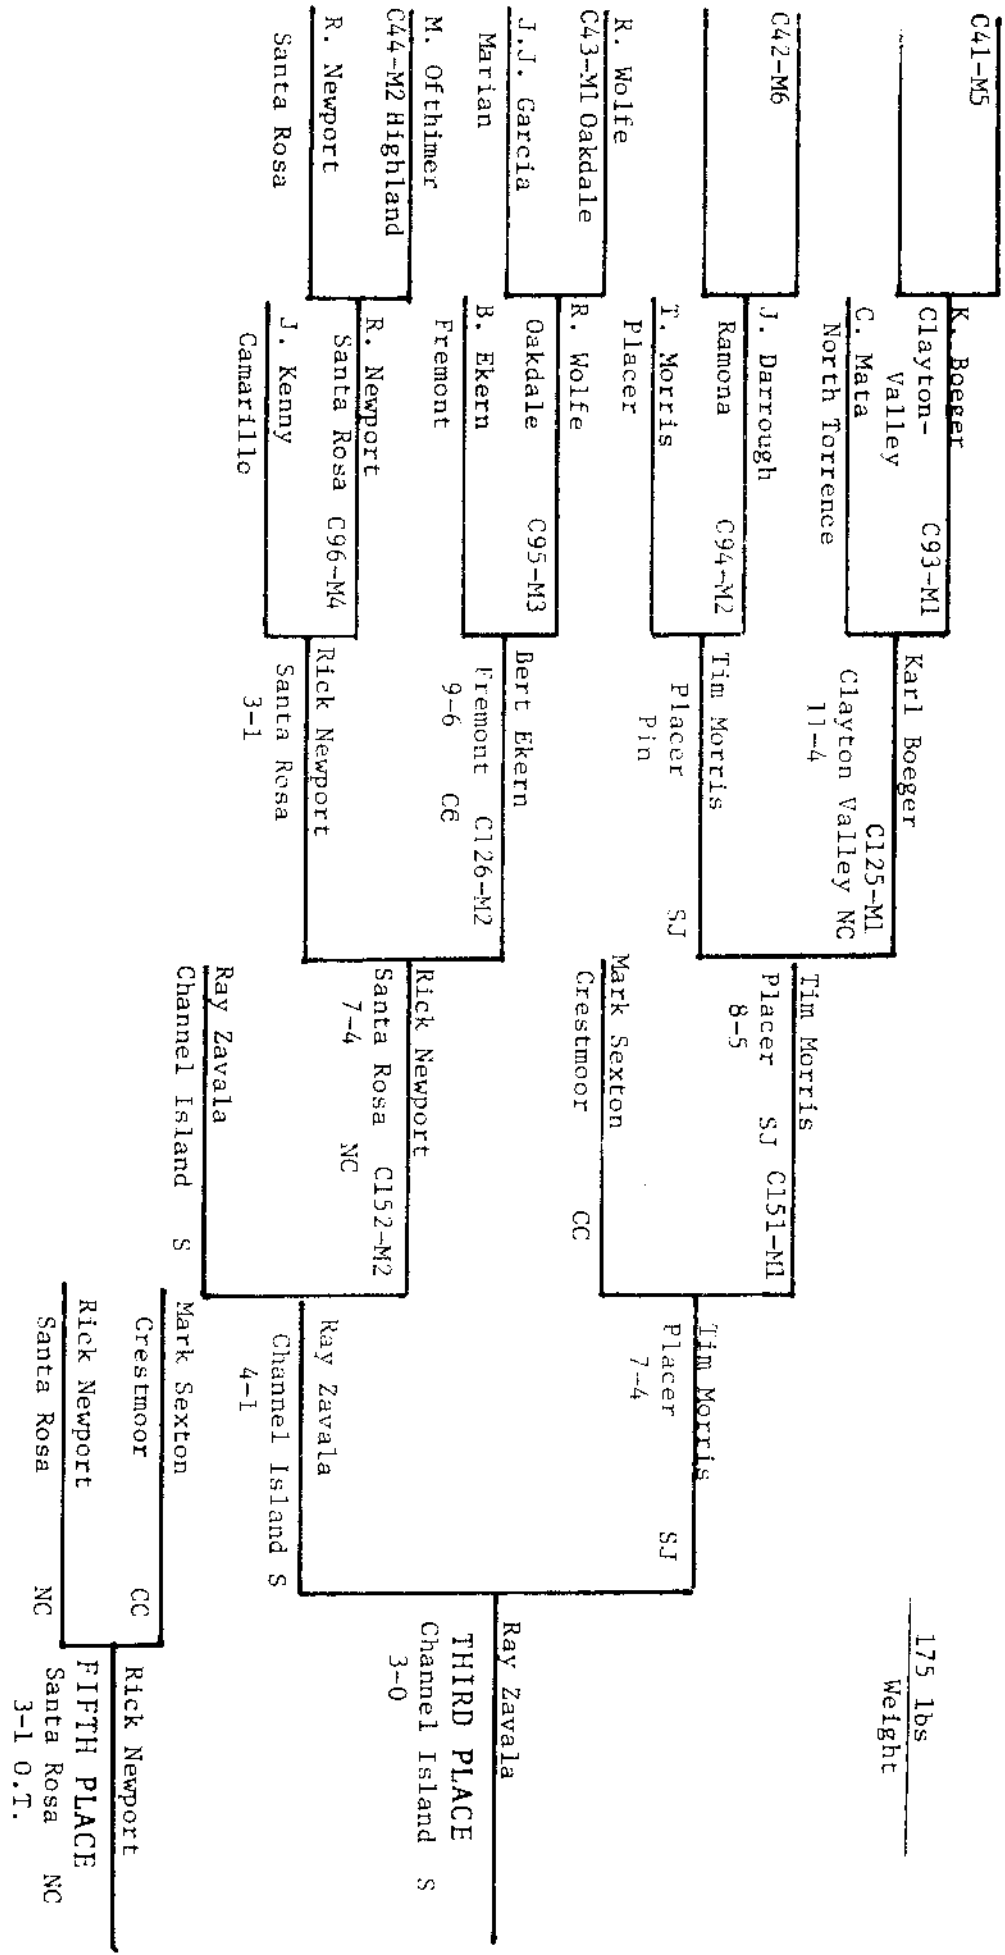 C41-M5
C42-M6
R. Wolfe
C43-M1 Oakdale
J.J. Garcia
Marian
M. Ofthimer
C44-M2 Highland
R. Newport
Santa Rosa
K. Boeger
Clayton-
Valley
C93-M1
C. Mata
North Torrence
J. Darrough
Ramona C94-M2
T. Morris
Placer
R. Wolfe
Oakdale C95-M3
B. Ekern
Fremont
R. Newport
Santa Rosa C96-M4
J. Kenny
Camarillo
Karl Boeger
C125-M1
Clayton Valley NC
11-4
Tim Morris
Placer SJ
Pin
Bert Ekern
Fremont C126-M2
9-6 CC
Rick Newport
Santa Rosa
3-1
Tim Morris
Placer SJ C151-M1
8-5
Mark Sexton
Crestmoor CC
Rick Newport
Santa Rosa C152-M2
7-4 NC
Ray Zavala
Channel Island S
Tim Morris
Placer SJ
7-4
Ray Zavala
Channel Island S
4-1
Mark Sexton
Crestmoor CC
Rick Newport
Santa Rosa NC
175 lbs
Weight
Ray Zavala
THIRD PLACE
Channel Island S
3-0
Rick Newport
FIFTH PLACE
Santa Rosa NC
3-1 O.T.